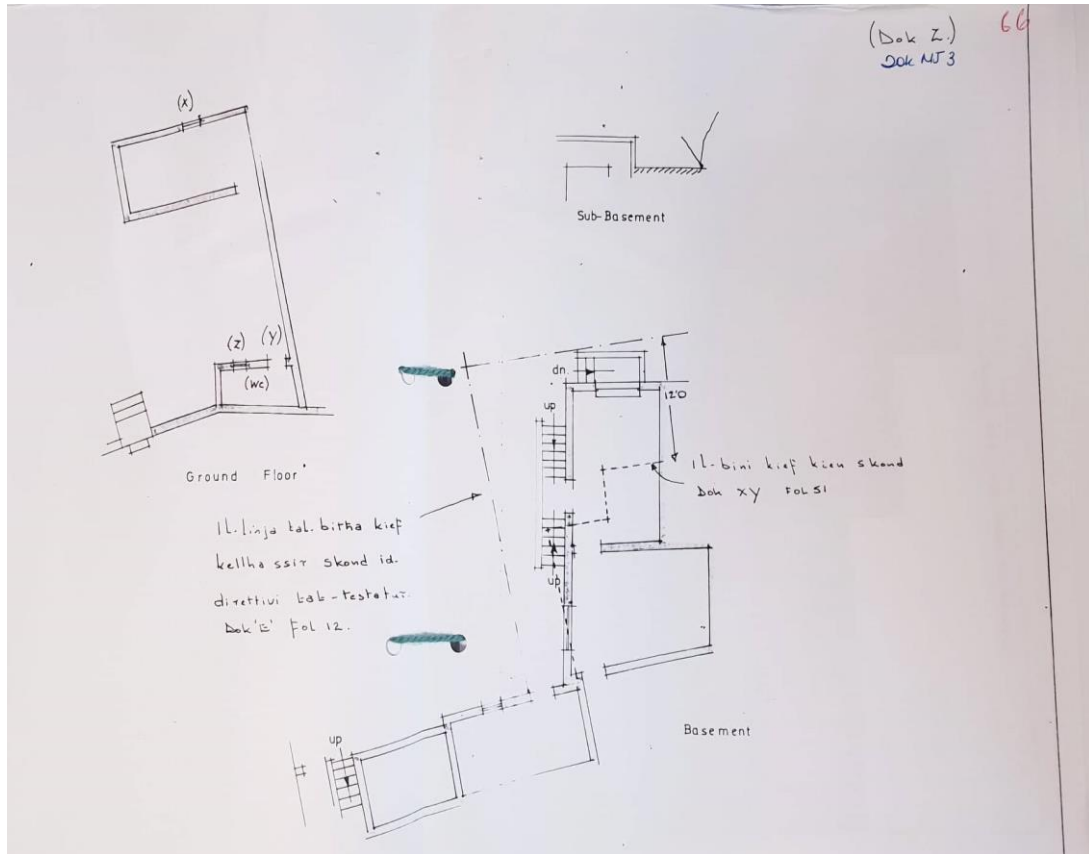 66
(Dok Z.)
Dok NJ 3
(x)
Sub-Basement
(z)
(y)
(wc)
Ground Floor
dn.
up
12'0
Il-bini kief kien skond
Dok XY FOL 51
Il-linja tal-bitha kief
kellha ssir skond id-
direttivi tat-testatur.
Dok 'E' Fol 12.
up
Basement
up